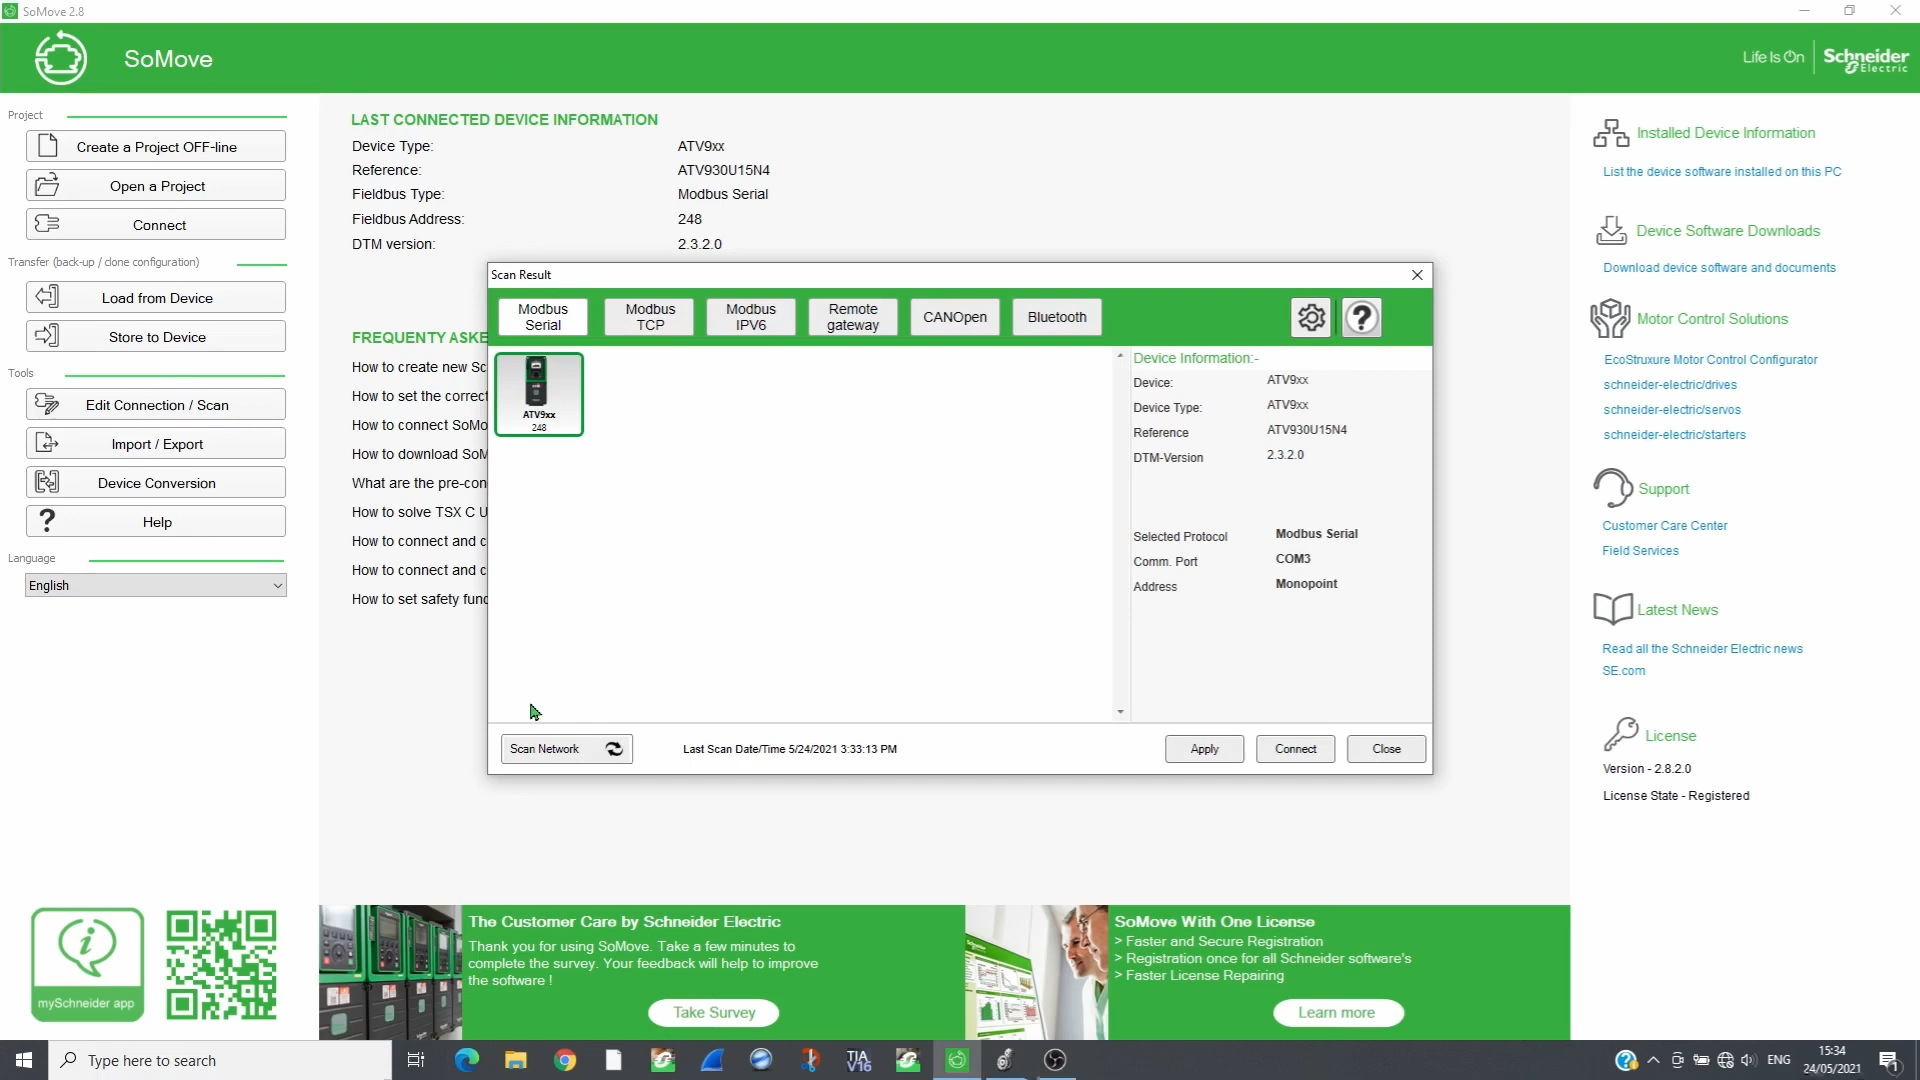 SoMove 2.8
SoMove
Life Is On
Schneider
Electric
Project
Create a Project OFF-line
Open a Project
Connect
Transfer (back-up / clone configuration)
Load from Device
Store to Device
Tools
Edit Connection / Scan
Import / Export
Device Conversion
? Help
Language
English
mySchneider app
LAST CONNECTED DEVICE INFORMATION
Device Type: ATV9xx
Reference: ATV930U15N4
Fieldbus Type: Modbus Serial
Fieldbus Address: 248
DTM version: 2.3.2.0
FREQUENTY ASKE
How to create new Sc
How to set the correct
How to connect SoMo
How to download SoM
What are the pre-con
How to solve TSX C U
How to connect and c
How to connect and c
How to set safety func
Scan Result
Modbus
Serial
Modbus
TCP
Modbus
IPV6
Remote
gateway
CANOpen
Bluetooth
?
ATV9xx
248
Device Information:-
Device: ATV9xx
Device Type: ATV9xx
Reference ATV930U15N4
DTM-Version 2.3.2.0
Selected Protocol Modbus Serial
Comm. Port COM3
Address Monopoint
Scan Network
Last Scan Date/Time 5/24/2021 3:33:13 PM
Apply
Connect
Close
Installed Device Information
List the device software installed on this PC
Device Software Downloads
Download device software and documents
Motor Control Solutions
EcoStruxure Motor Control Configurator
schneider-electric/drives
schneider-electric/servos
schneider-electric/starters
Support
Customer Care Center
Field Services
Latest News
Read all the Schneider Electric news
SE.com
License
Version - 2.8.2.0
License State - Registered
The Customer Care by Schneider Electric
Thank you for using SoMove. Take a few minutes to
complete the survey. Your feedback will help to improve
the software !
Take Survey
SoMove With One License
> Faster and Secure Registration
> Registration once for all Schneider software's
> Faster License Repairing
Learn more
Type here to search
TIA
V16
ENG
15:34
24/05/2021
1